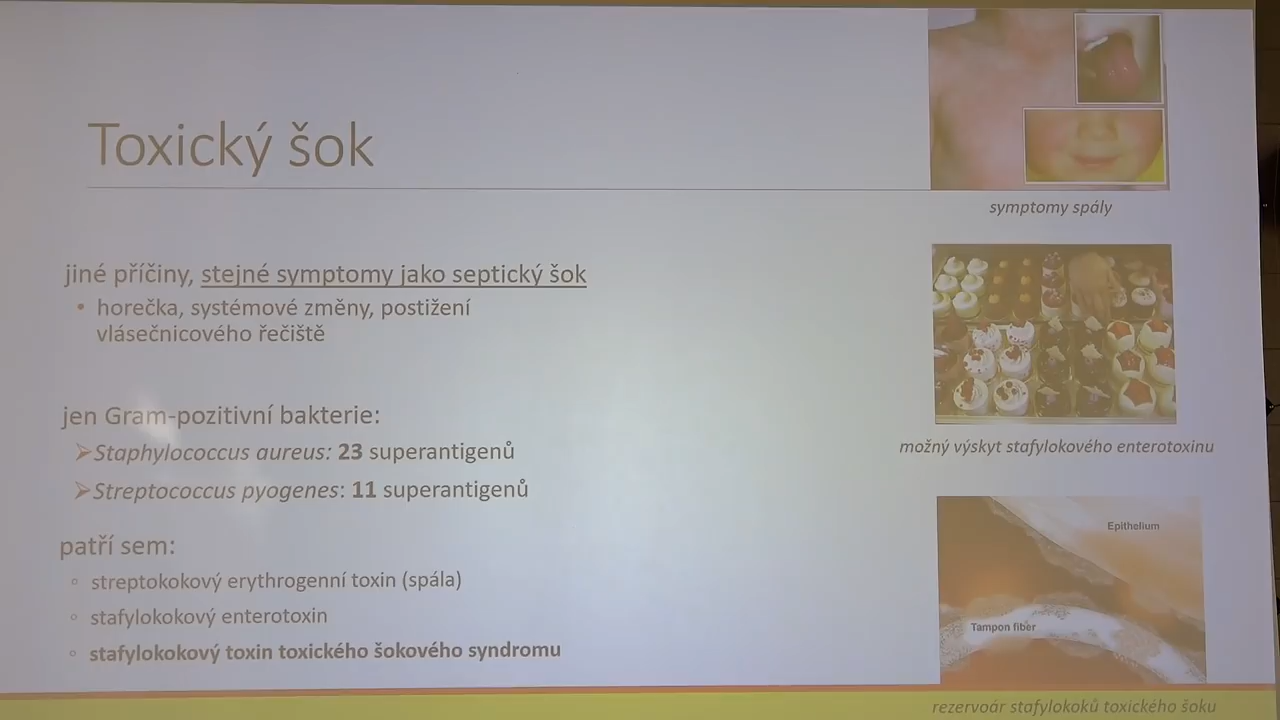 Toxický šok
jiné příčiny, stejné symptomy jako septický šok
• horečka, systémové změny, postižení
vlásečnicového řečiště
jen Gram-pozitivní bakterie:
➢Staphylococcus aureus: 23 superantigenů
➢Streptococcus pyogenes: 11 superantigenů
patří sem:
◦ streptokokový erythrogenní toxin (spála)
◦ stafylokokový enterotoxin
◦ stafylokokový toxin toxického šokového syndromu
symptomy spály
možný výskyt stafylokového enterotoxinu
Epithelium
Tampon fiber
rezervoár stafylokoků toxického šoku